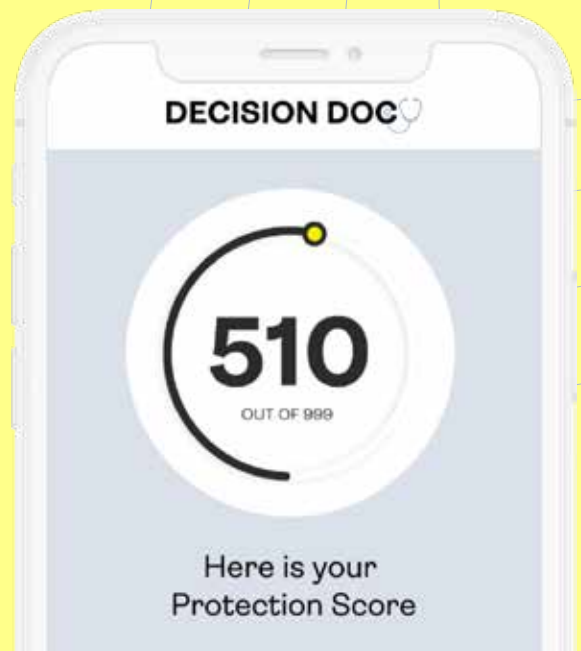 DECISION DOC
510
OUT OF 999
Here is your
Protection Score